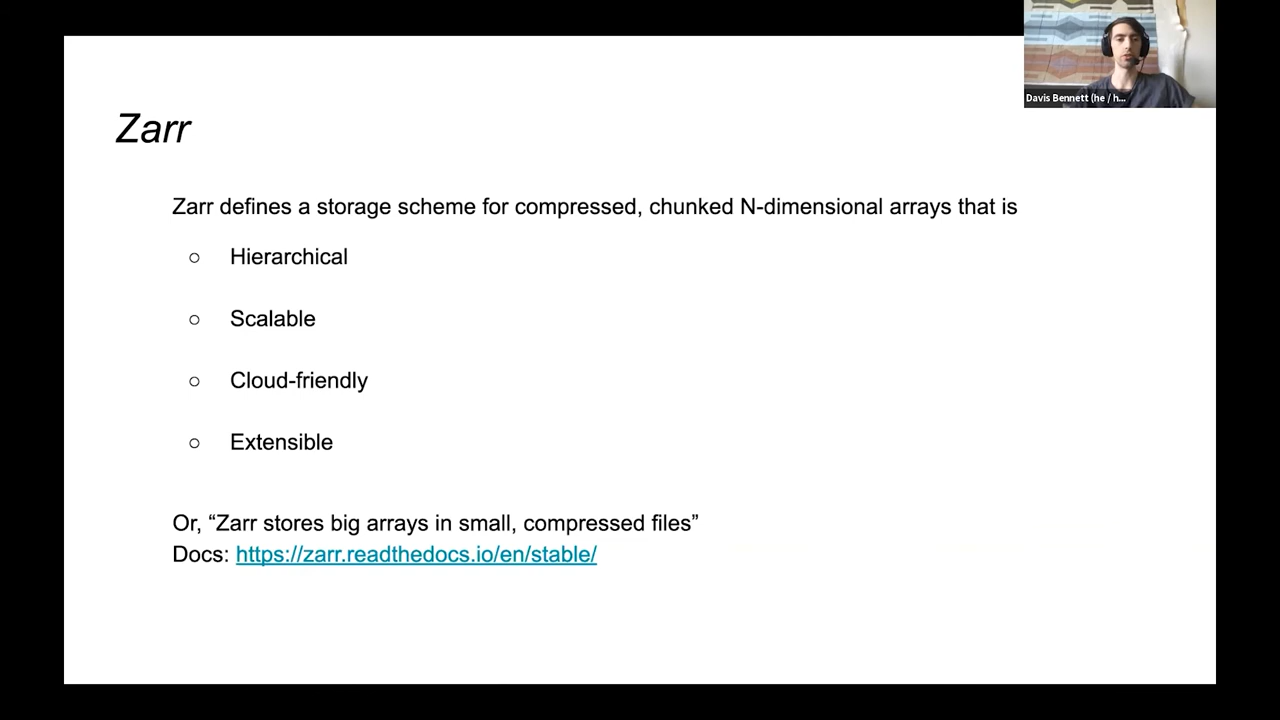 Davis Bennett (he / h...
Zarr
Zarr defines a storage scheme for compressed, chunked N-dimensional arrays that is
○ Hierarchical
○ Scalable
○ Cloud-friendly
○ Extensible
Or, “Zarr stores big arrays in small, compressed files”
Docs: https://zarr.readthedocs.io/en/stable/